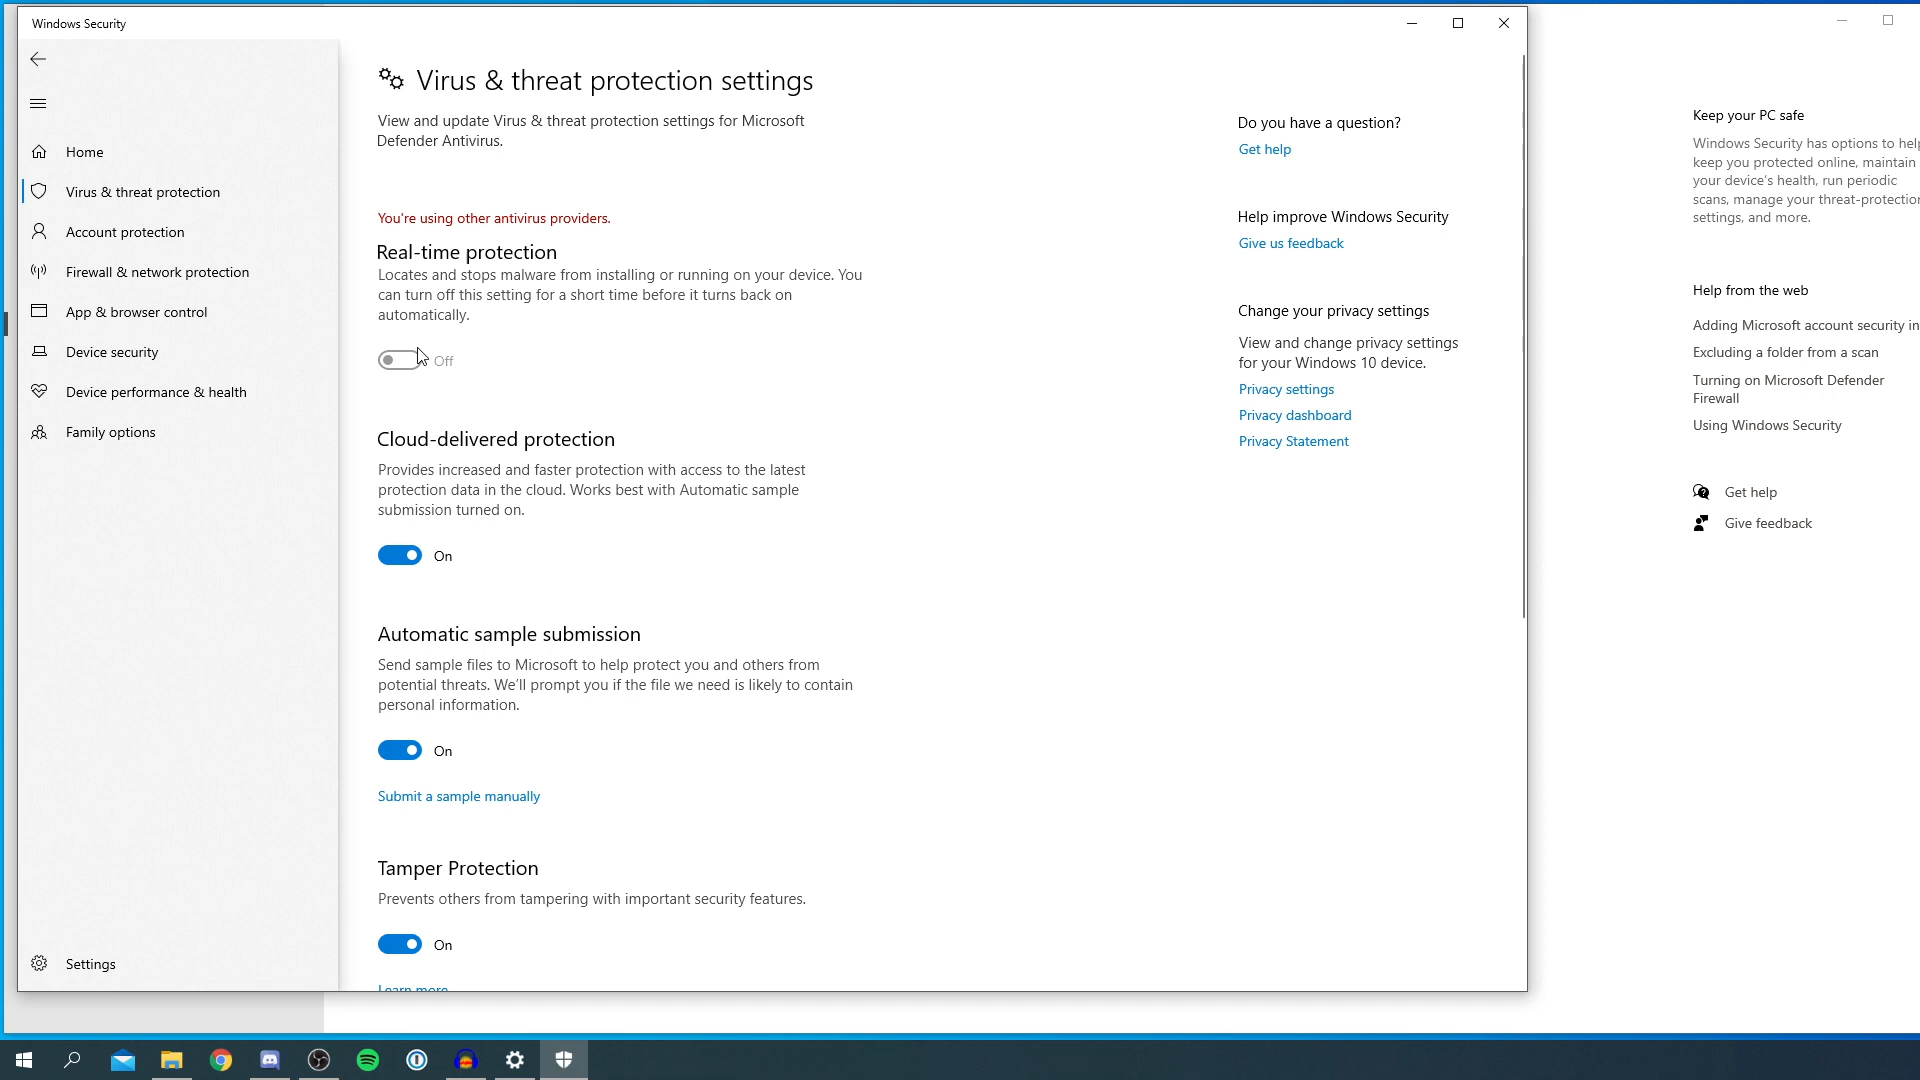 Windows Security
Home
Virus & threat protection
Account protection
Firewall & network protection
App & browser control
Device security
Device performance & health
Family options
Settings
Virus & threat protection settings
View and update Virus & threat protection settings for Microsoft
Defender Antivirus.
You're using other antivirus providers.
Real-time protection
Locates and stops malware from installing or running on your device. You
can turn off this setting for a short time before it turns back on
automatically.
Off
Cloud-delivered protection
Provides increased and faster protection with access to the latest
protection data in the cloud. Works best with Automatic sample
submission turned on.
On
Automatic sample submission
Send sample files to Microsoft to help protect you and others from
potential threats. We'll prompt you if the file we need is likely to contain
personal information.
On
Submit a sample manually
Tamper Protection
Prevents others from tampering with important security features.
On
Learn more
Do you have a question?
Get help
Help improve Windows Security
Give us feedback
Change your privacy settings
View and change privacy settings
for your Windows 10 device.
Privacy settings
Privacy dashboard
Privacy Statement
Keep your PC safe
Windows Security has options to help
keep you protected online, maintain
your device's health, run periodic
scans, manage your threat-protection
settings, and more.
Help from the web
Adding Microsoft account security in
Excluding a folder from a scan
Turning on Microsoft Defender
Firewall
Using Windows Security
Get help
Give feedback